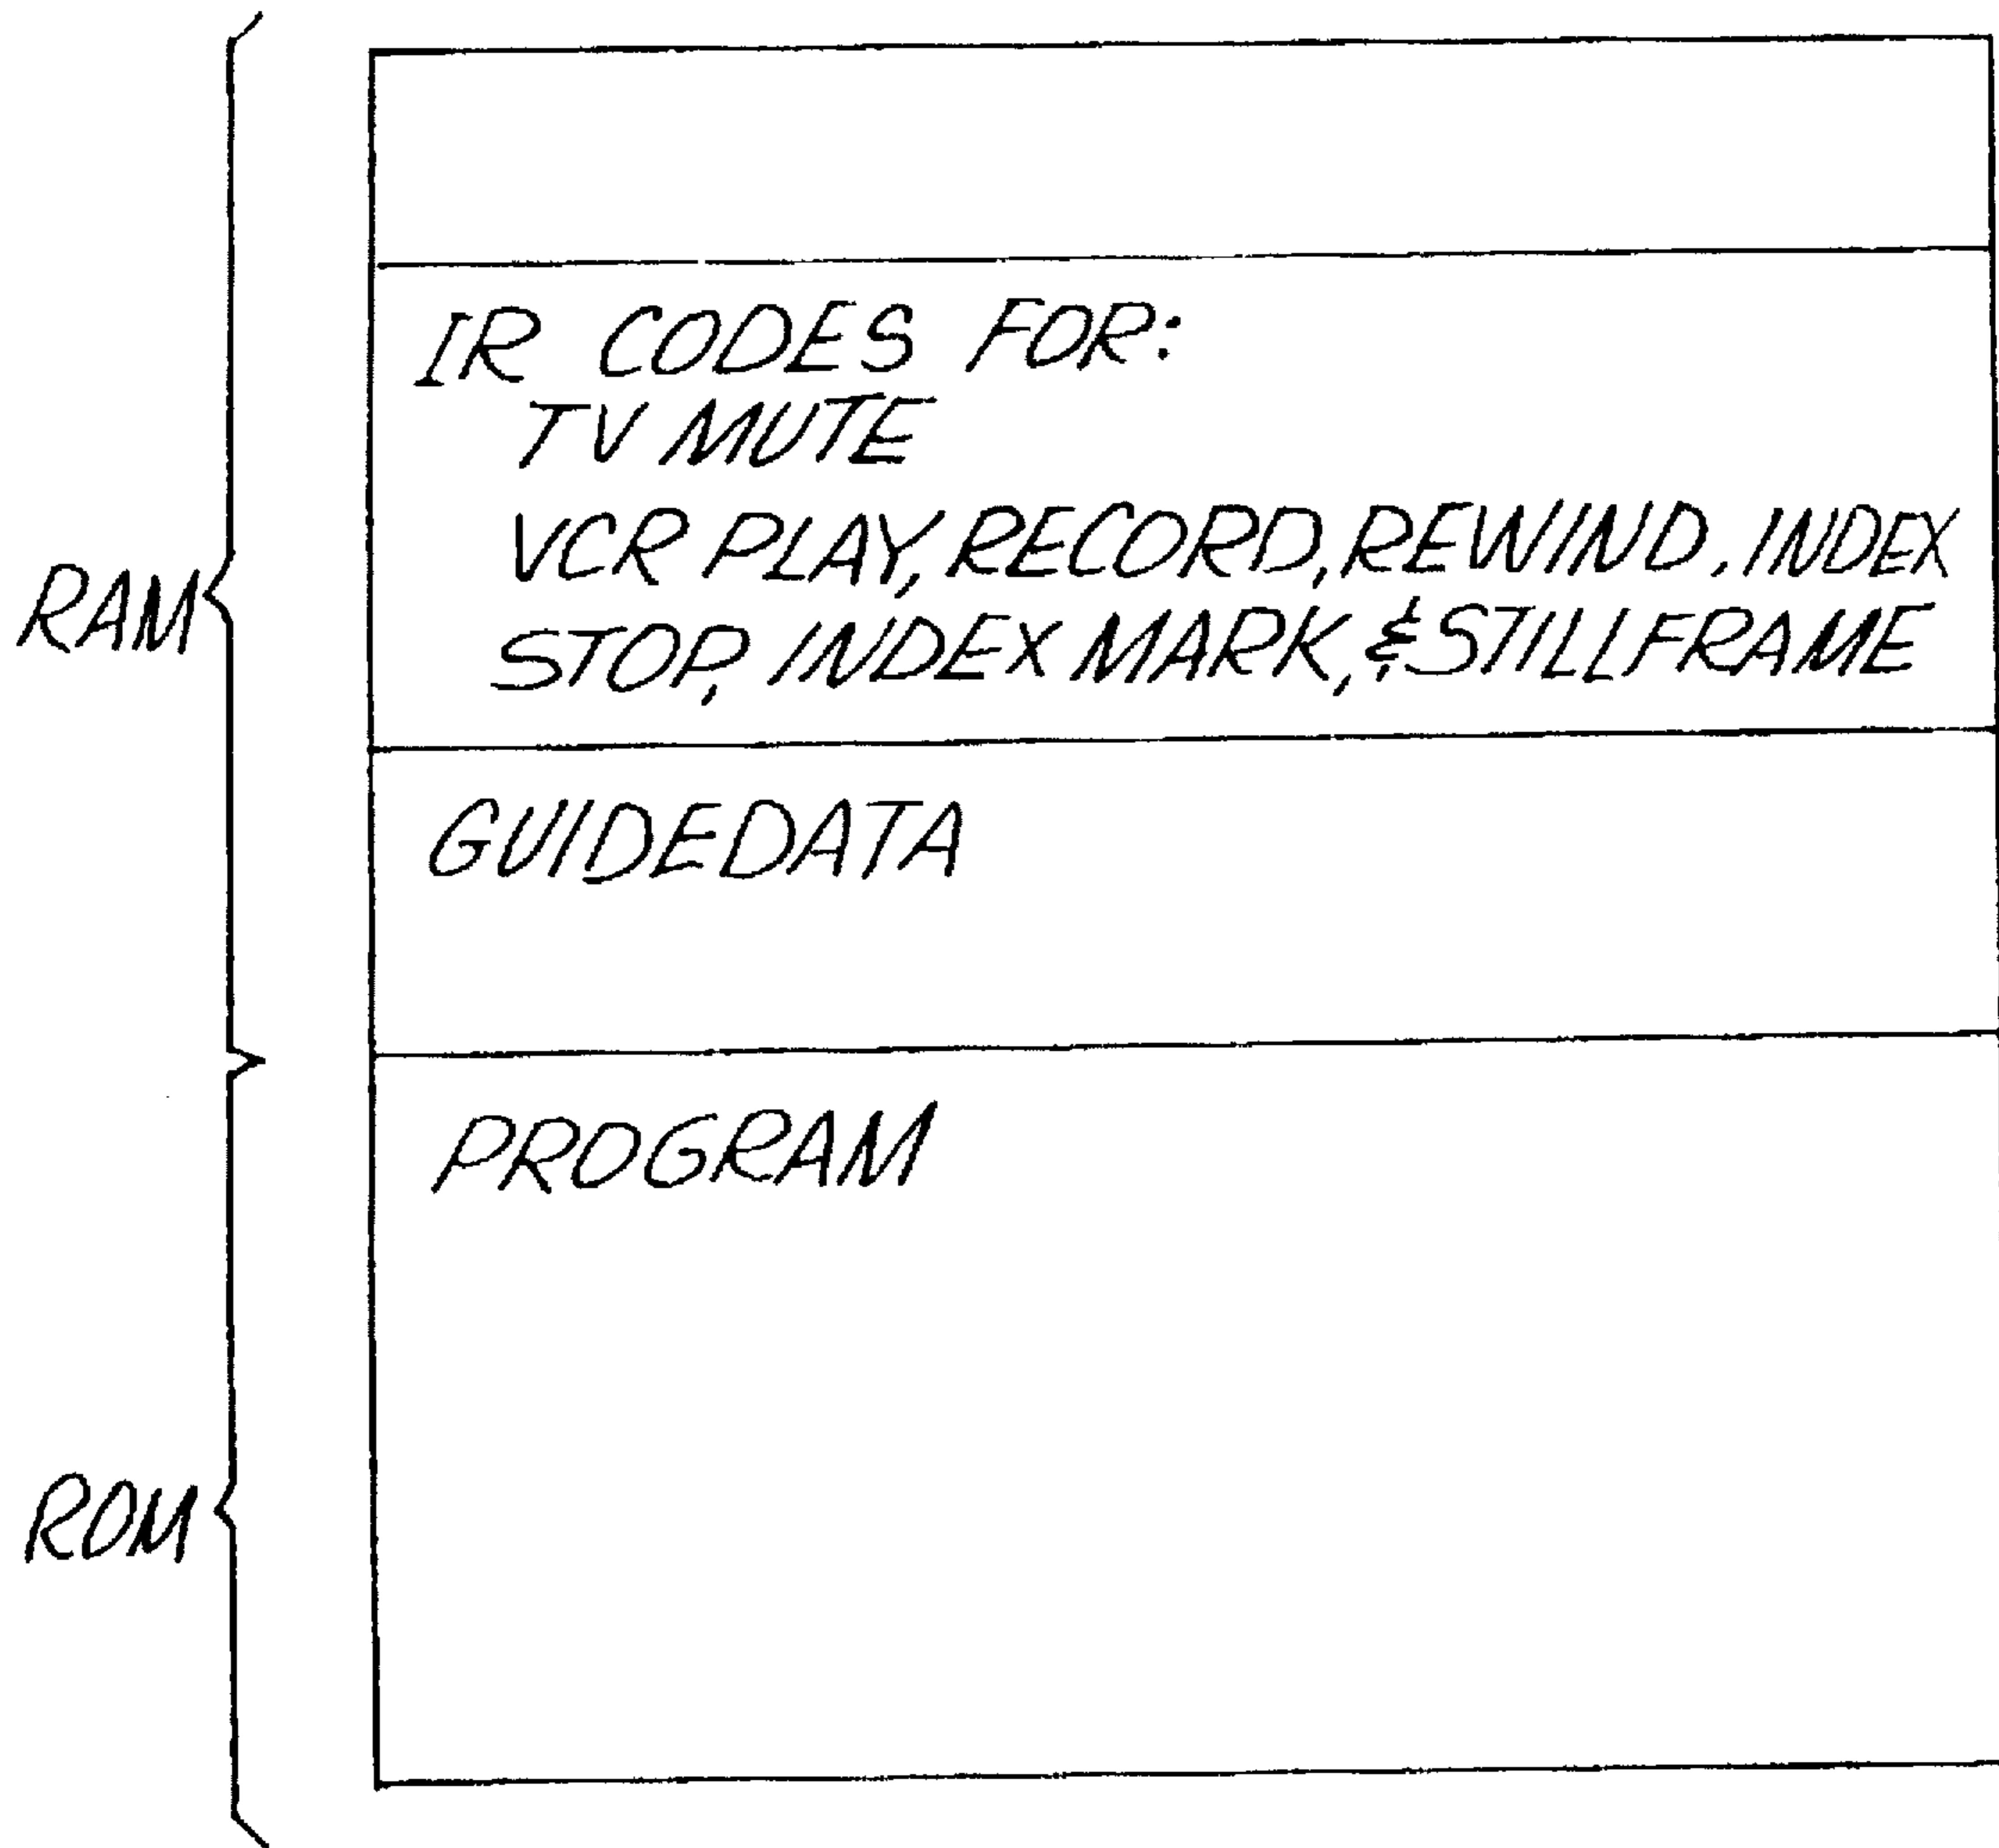 IR CODES FOR:
TV MUTE
VCR PLAY, RECORD, REWIND, INDEX
RAM
STOP, INDEX MARK, & STILLFRAME
GUIDEDATA
PROGRAM
ROM